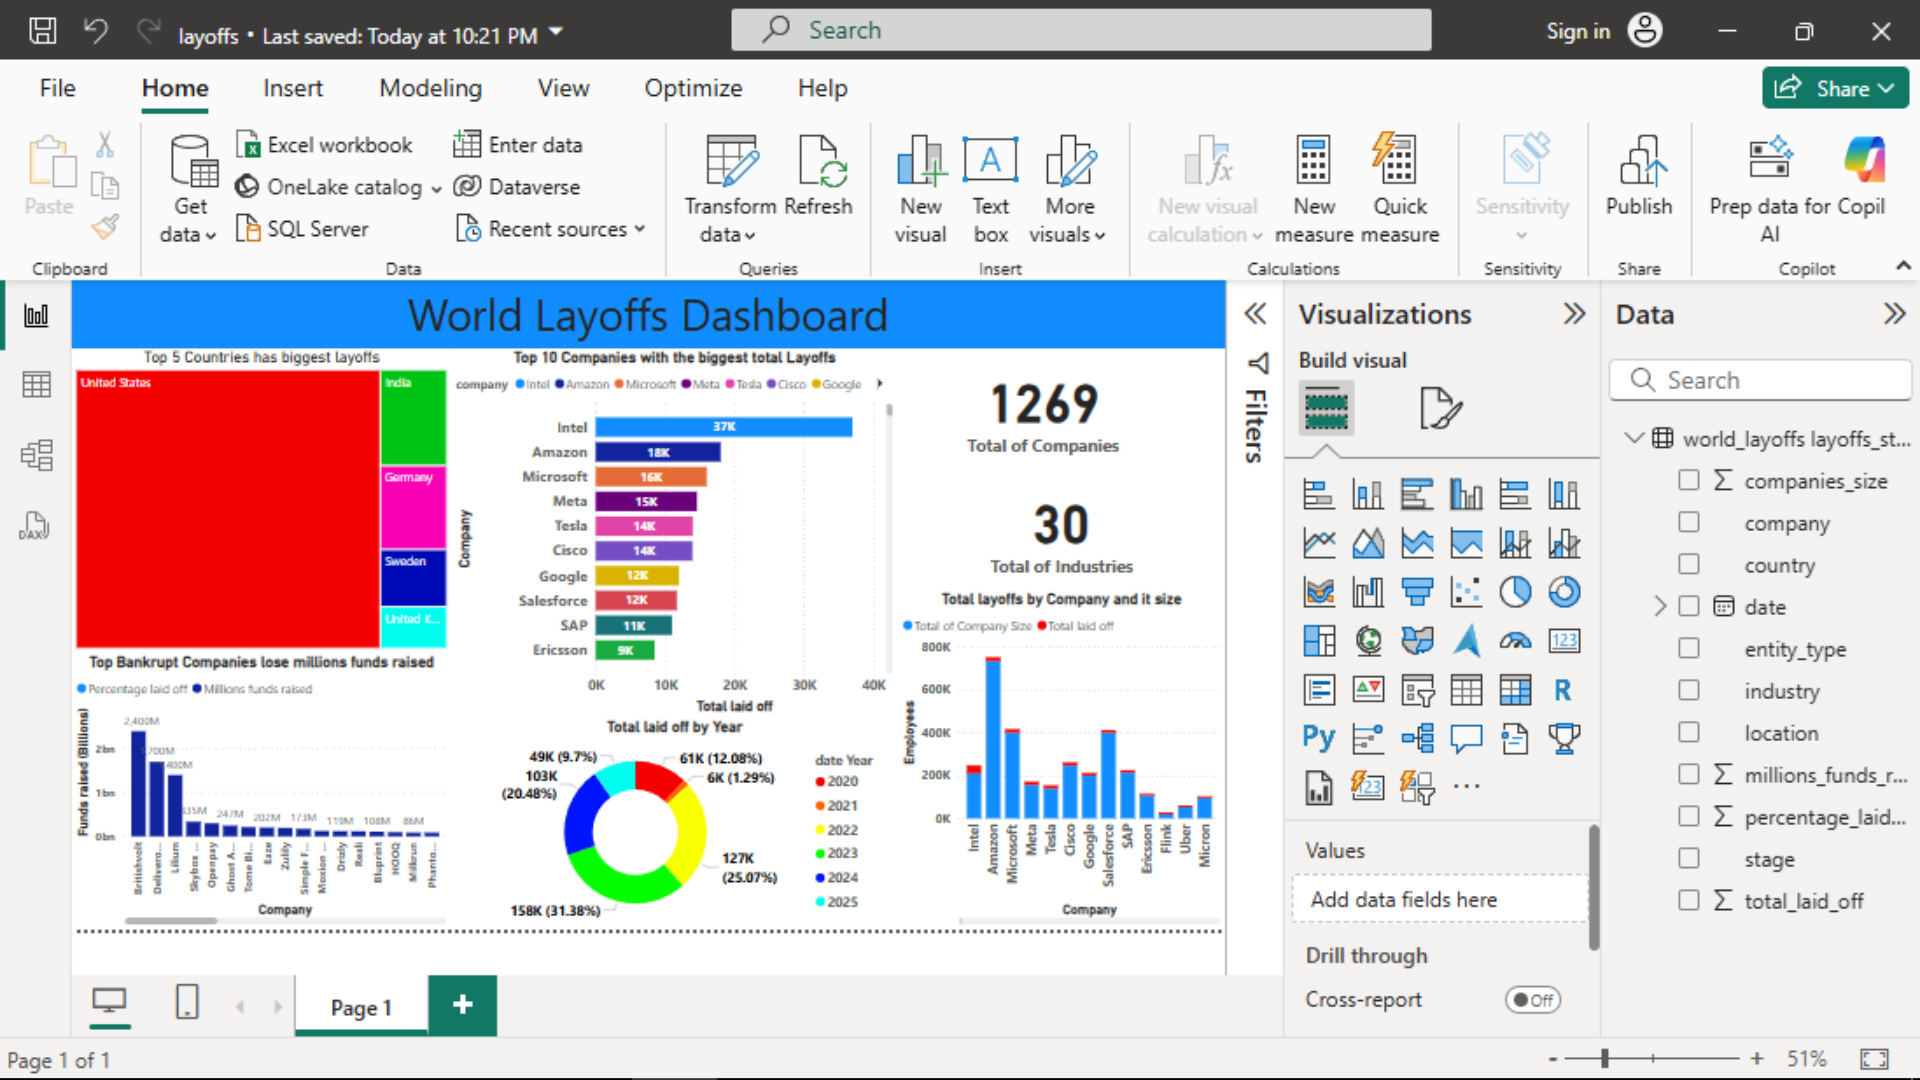 layoffs • Last saved: Today at 10:21 PM
Search
Sign in
File
Home
Insert
Modeling
View
Optimize
Help
Share
Paste
Get data
Excel workbook
OneLake catalog
SQL Server
Enter data
Dataverse
Recent sources
Transform data
Refresh
New visual
Text box
More visuals
New visual calculation
New measure
Quick measure
Sensitivity
Publish
Prep data for AI
Copil
Clipboard
Data
Queries
Insert
Calculations
Sensitivity
Share
Copilot
World Layoffs Dashboard
Top 5 Countries has biggest layoffs
United States
India
Germany
Sweden
United K...
Top 10 Companies with the biggest total Layoffs
company Intel Amazon Microsoft Meta Tesla Cisco Google
Company
Intel 37K
Amazon 18K
Microsoft 16K
Meta 15K
Tesla 14K
Cisco 14K
Google 12K
Salesforce 12K
SAP 11K
Ericsson 9K
0K 10K 20K 30K 40K
Total laid off
1269
Total of Companies
30
Total of Industries
Top Bankrupt Companies lose millions funds raised
Percentage laid off Millions funds raised
Funds raised (Billions)
2bn
1bn
0bn
2,400M
335M 247M 202M 173M 119M 108M 86M
Britishvolt
Delivero...
Lilium
Skybox ...
Openpay
Ghost A...
Tome Bi...
Eaze
Zulily
Simple F...
Moxion ...
Drizly
Reali
Bluprint
HOOQ
Milkrun
Phanto...
Company
Total laid off by Year
49K (9.7%)
61K (12.08%)
6K (1.29%)
103K (20.48%)
127K (25.07%)
158K (31.38%)
date Year
2020
2021
2022
2023
2024
2025
Total layoffs by Company and it size
Total of Company Size Total laid off
Employees
800K
600K
400K
200K
0K
Intel
Amazon
Microsoft
Meta
Tesla
Cisco
Google
Salesforce
SAP
Ericsson
Flink
Uber
Micron
Company
Filters
Visualizations
Build visual
123
R
Py
123
...
Values
Add data fields here
Drill through
Cross-report
Off
Data
Search
world_layoffs layoffs_st...
companies_size
company
country
date
entity_type
industry
location
millions_funds_r...
percentage_laid...
stage
total_laid_off
DAX
Page 1
Page 1 of 1
- + 51%